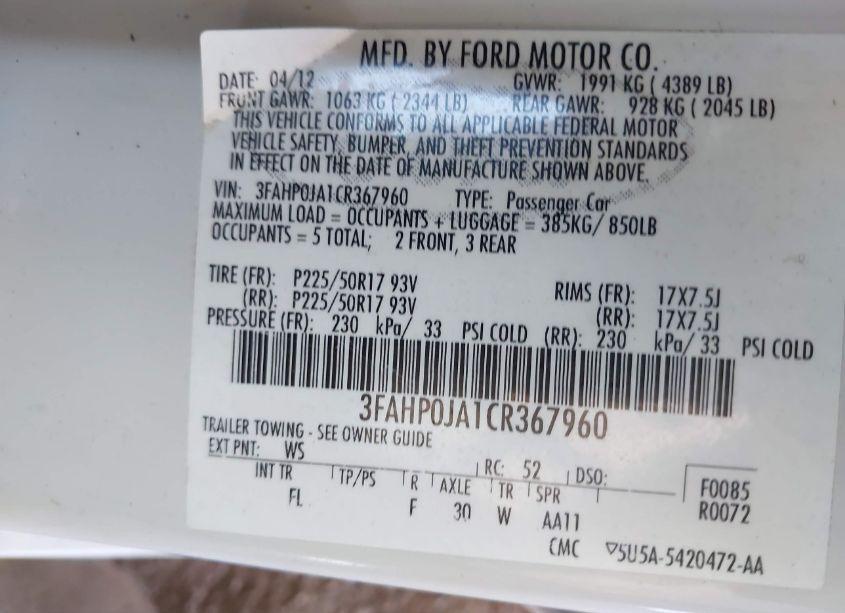 MFD. BY FORD MOTOR CO.
DATE: 04/12 GVWR: 1991 KG ( 4389 LB)
FRONT GAWR: 1063 KG ( 2344 LB) REAR GAWR: 928 KG ( 2045 LB)
THIS VEHICLE CONFORMS TO ALL APPLICABLE FEDERAL MOTOR
VEHICLE SAFETY, BUMPER, AND THEFT PREVENTION STANDARDS
IN EFFECT ON THE DATE OF MANUFACTURE SHOWN ABOVE.
VIN: 3FAHP0JA1CR367960 TYPE: Passenger Car
MAXIMUM LOAD = OCCUPANTS + LUGGAGE = 385KG/ 850LB
OCCUPANTS = 5 TOTAL; 2 FRONT, 3 REAR
TIRE (FR): P225/50R17 93V RIMS (FR): 17X7.5J
(RR): P225/50R17 93V (RR): 17X7.5J
PRESSURE (FR): 230 kPa/ 33 PSI COLD (RR): 230 kPa/ 33 PSI COLD
3FAHP0JA1CR367960
TRAILER TOWING - SEE OWNER GUIDE
EXT PNT: WS RC: 52 DSO:
INT TR TP/PS R AXLE TR SPR F0085
FL F 30 W AA11 R0072
CMC ▽5U5A-5420472-AA